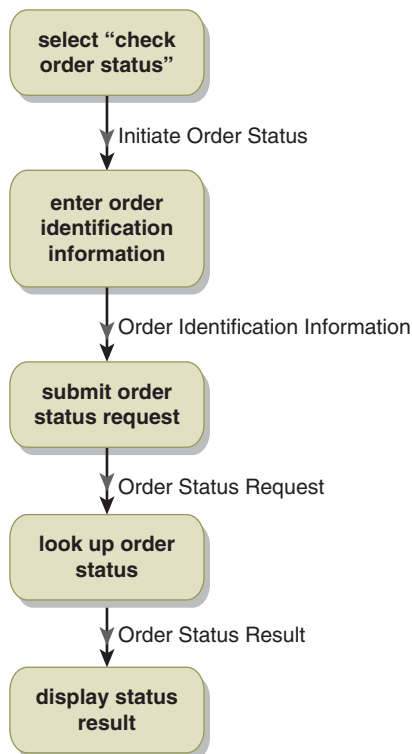 select “check
order status”
Initiate Order Status
enter order
identification
information
Order Identification Information
submit order
status request
Order Status Request
look up order
status
Order Status Result
display status
result